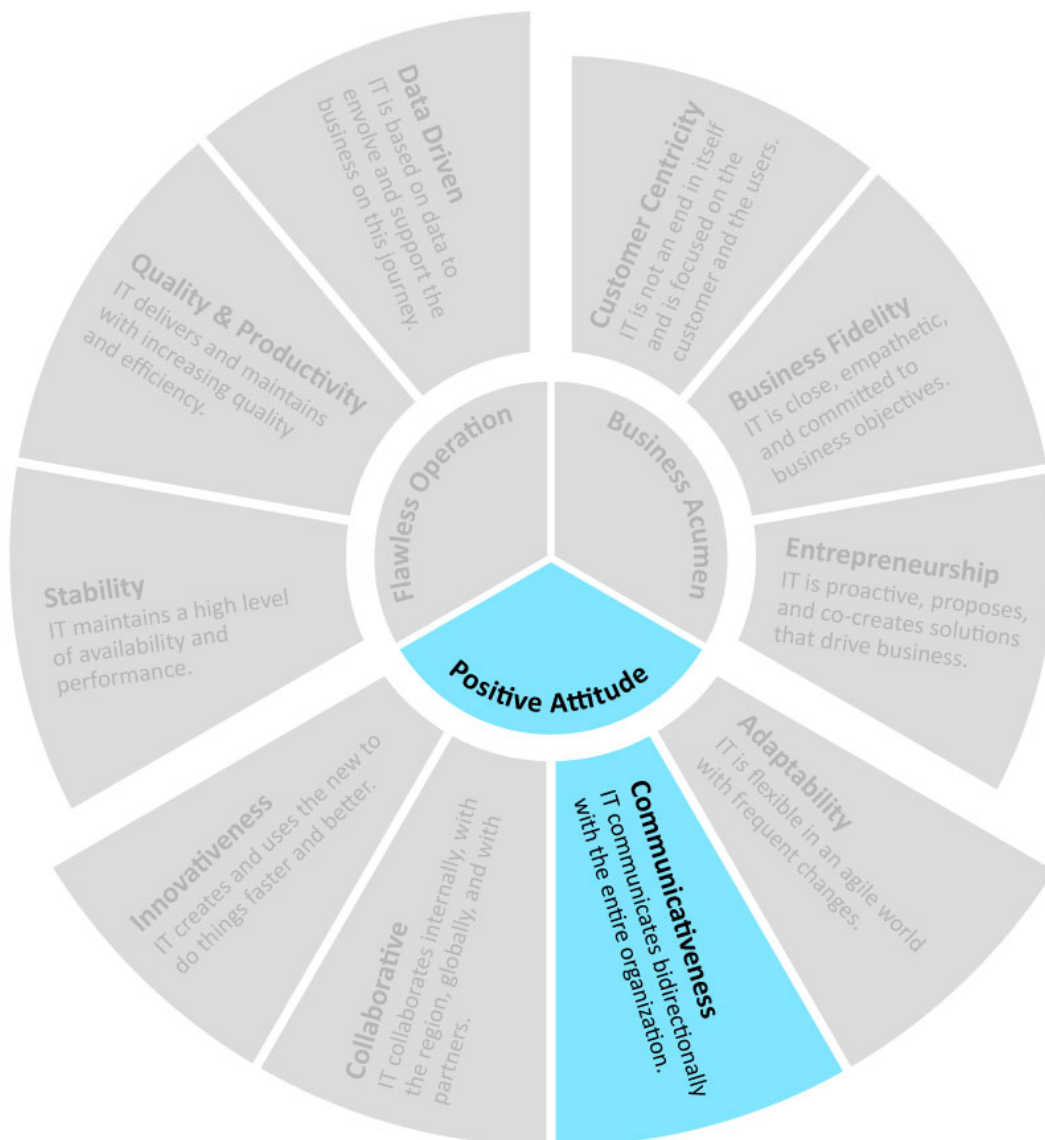 Data Driven
IT is based on data to
envolve and support the
business on this journey.
Customer Centricity
IT is not an end in itself
and is focused on the
customer and the users.
Quality & Productivity
IT delivers and maintains
with increasing quality
and efficiency.
Business Fidelity
IT is close, empathetic,
and committed to
business objectives.
Flawless Operation
Business Acumen
Stability
IT maintains a high level
of availability and
performance.
Entrepreneurship
IT is proactive, proposes,
and co-creates solutions
that drive business.
Positive Attitude
Innovativeness
IT creates and uses the new to
do things faster and better.
Collaborative
IT collaborates internally, with
the region, globally, and with
partners.
Communicativeness
IT communicates bidirectionally
with the entire organization.
Adaptability
IT is flexible in an agile world
with frequent changes.